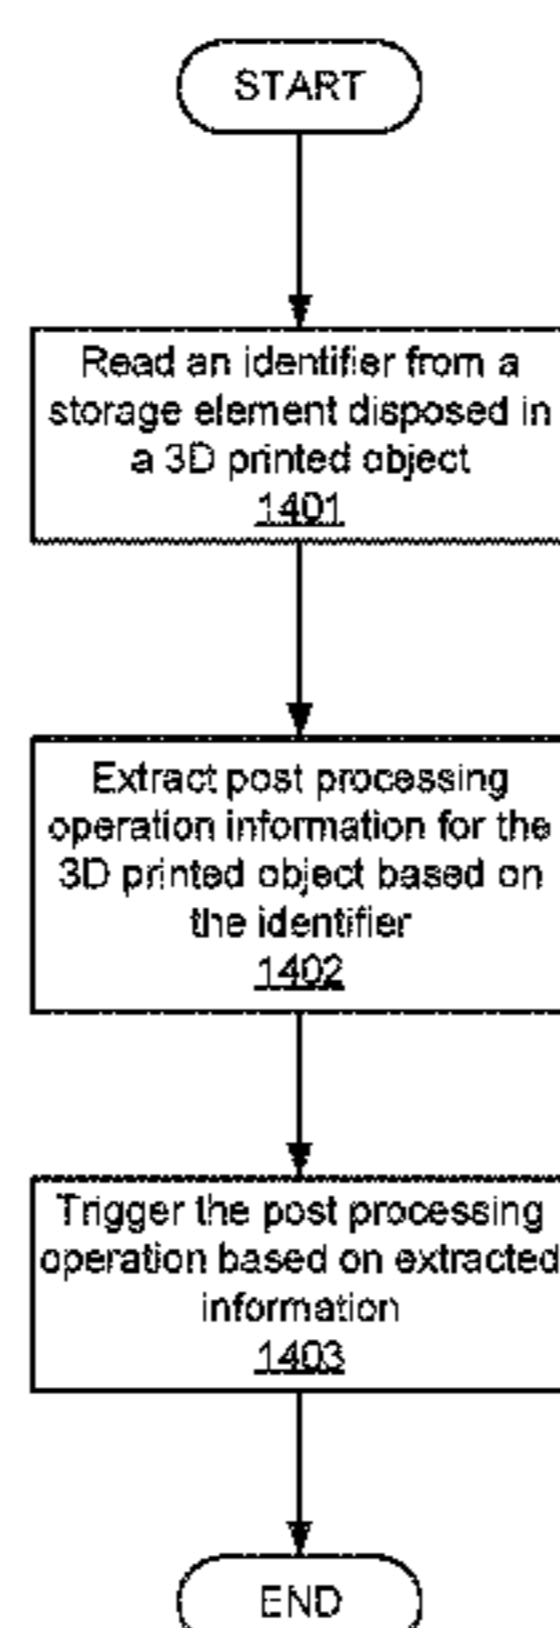 START
Read an identifier from a
storage element disposed in
a 3D printed object
1401
Extract post processing
operation information for the
3D printed object based on
the identifier
1402
Trigger the post processing
operation based on extracted
information
1403
END